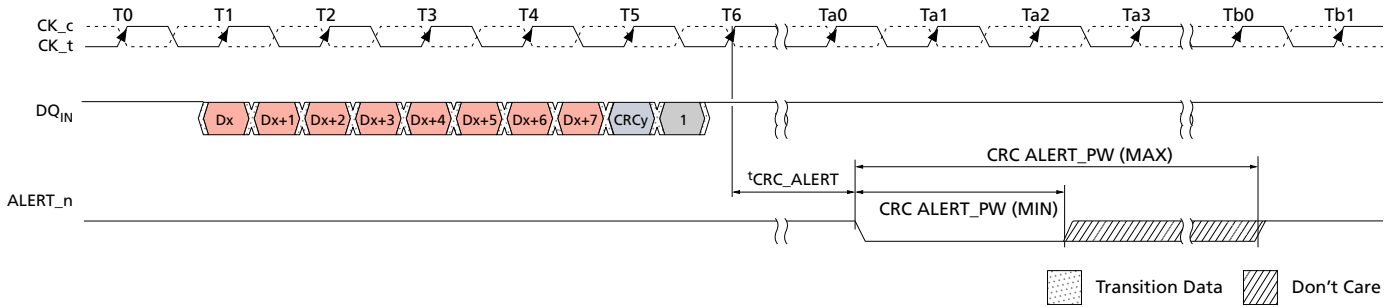 T0 T1 T2 T3 T4 T5 T6 Ta0 Ta1 Ta2 Ta3 Tb0 Tb1
CK_c
CK_t
DQIN
Dx Dx+1 Dx+2 Dx+3 Dx+4 Dx+5 Dx+6 Dx+7 CRCy 1
CRC ALERT_PW (MAX)
tCRC_ALERT
ALERT_n
CRC ALERT_PW (MIN)
Transition Data
Don't Care